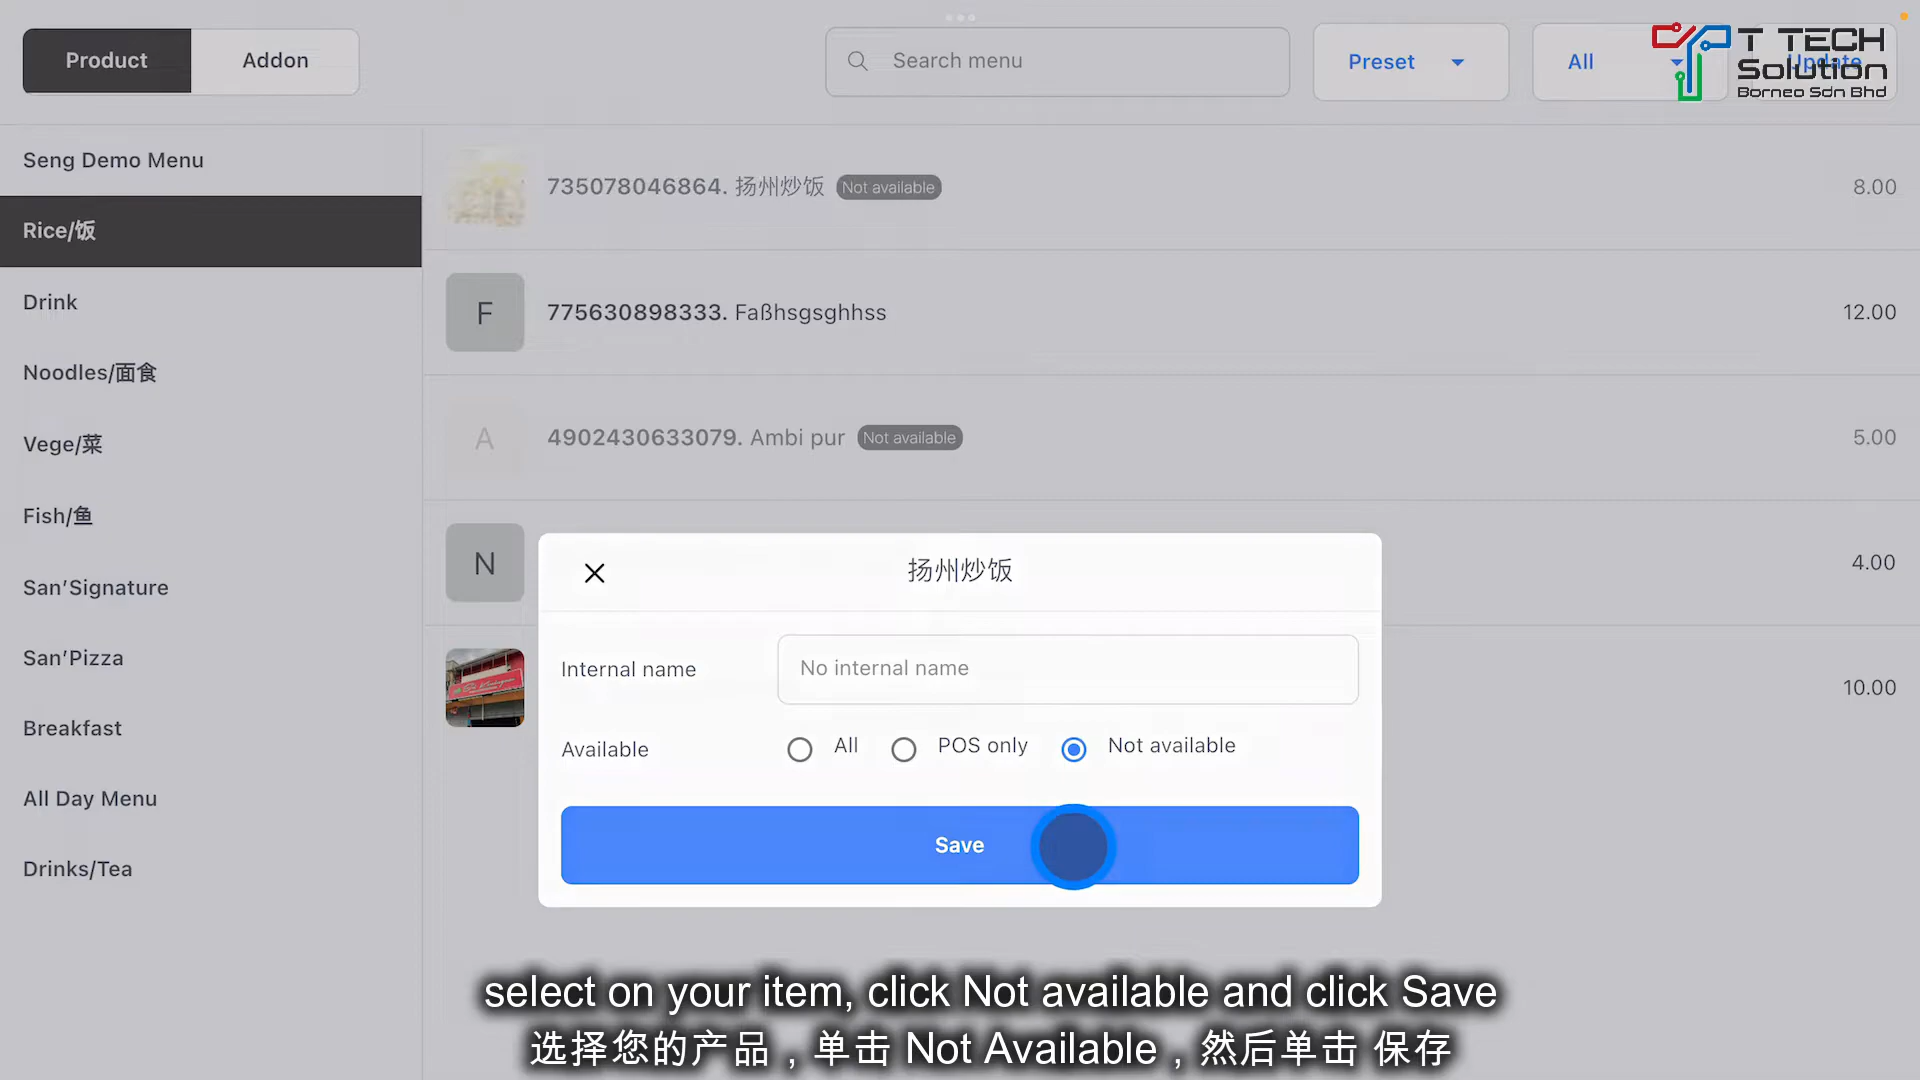 Product
Addon
Search menu
Preset
All
Update
T TECH
Solution
Borneo Sdn Bhd
Seng Demo Menu
Rice/饭
Drink
Noodles/面食
Vege/菜
Fish/鱼
San'Signature
San'Pizza
Breakfast
All Day Menu
Drinks/Tea
735078046864. 扬州炒饭 Not available 8.00
F 775630898333. Faßhsgsghhss 12.00
A 4902430633079. Ambi pur Not available 5.00
N 4.00
10.00
扬州炒饭
Internal name No internal name
Available All POS only Not available
Save
select on your item, click Not available and click Save
选择您的产品 , 单击 Not Available , 然后单击 保存